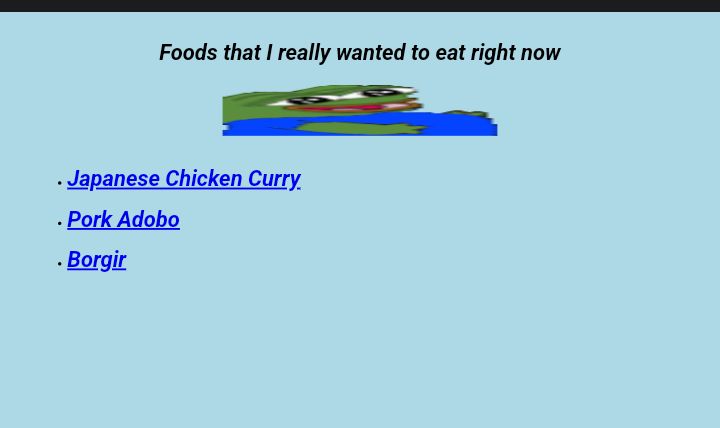 Foods that I really wanted to eat right now
Japanese Chicken Curry
Pork Adobo
Borgir